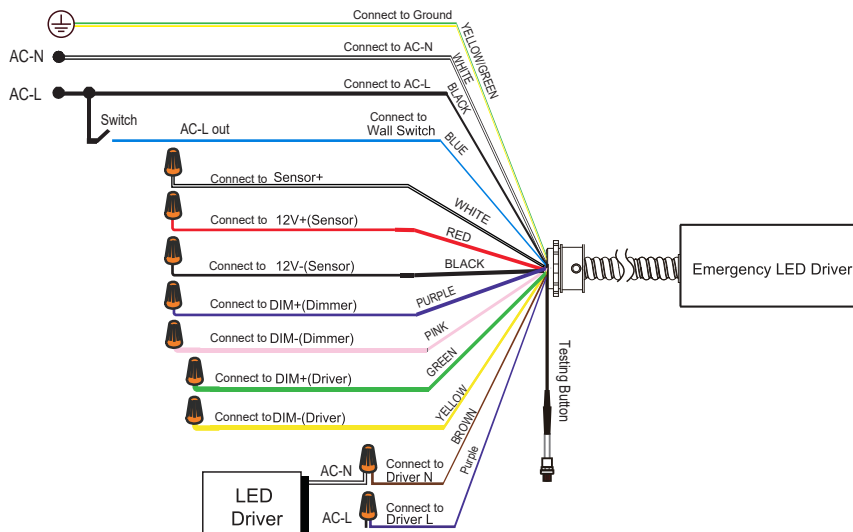 Connect to Ground
YELLOW/GREEN
AC-N
Connect to AC-N
WHITE
AC-L
Connect to AC-L
BLACK
Switch
AC-L out
Connect to
Wall Switch
BLUE
Connect to Sensor+
WHITE
Connect to 12V+(Sensor)
RED
Connect to 12V-(Sensor)
BLACK
Emergency LED Driver
Connect to DIM+(Dimmer)
PURPLE
Connect to DIM-(Dimmer)
PINK
Connect to DIM+(Driver)
GREEN
Connect to DIM-(Driver)
YELLOW
Testing Button
BROWN
Purple
AC-N
Connect to
Driver N
LED
Driver
AC-L
Connect to
Driver L